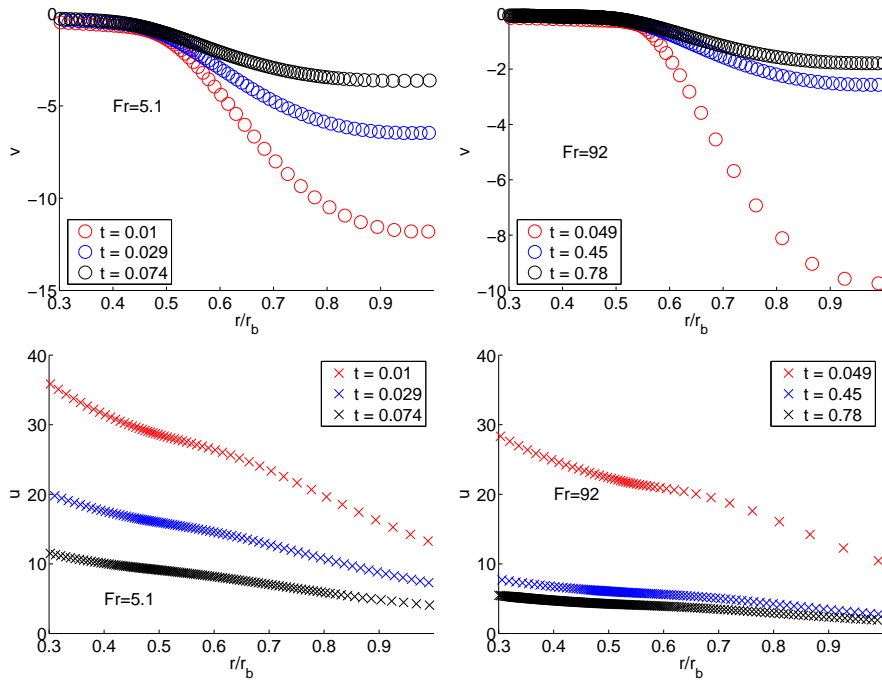 0
−5
−10
−15
v
Fr=5.1
t = 0.01
t = 0.029
t = 0.074
0.3 0.4 0.5 0.6 0.7 0.8 0.9
r/r_b
0
−2
−4
−6
−8
−10
v
Fr=92
t = 0.049
t = 0.45
t = 0.78
0.3 0.4 0.5 0.6 0.7 0.8 0.9
r/r_b
40
30
20
10
0
u
t = 0.01
t = 0.029
t = 0.074
Fr=5.1
0.3 0.4 0.5 0.6 0.7 0.8 0.9
r/r_b
40
30
20
10
0
u
t = 0.049
t = 0.45
t = 0.78
Fr=92
0.3 0.4 0.5 0.6 0.7 0.8 0.9
r/r_b